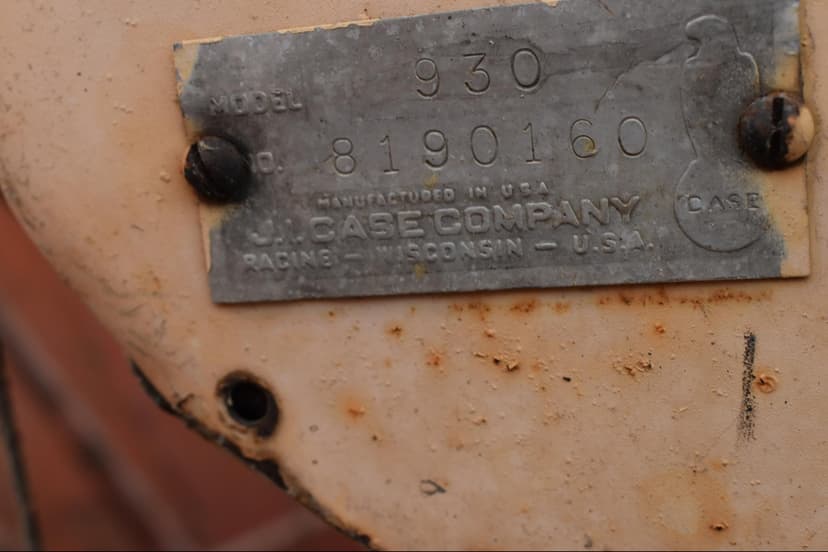 MODEL 930
NO. 8190160
MANUFACTURED IN U.S.A
J.I. CASE COMPANY
RACINE — WISCONSIN — U.S.A.
CASE